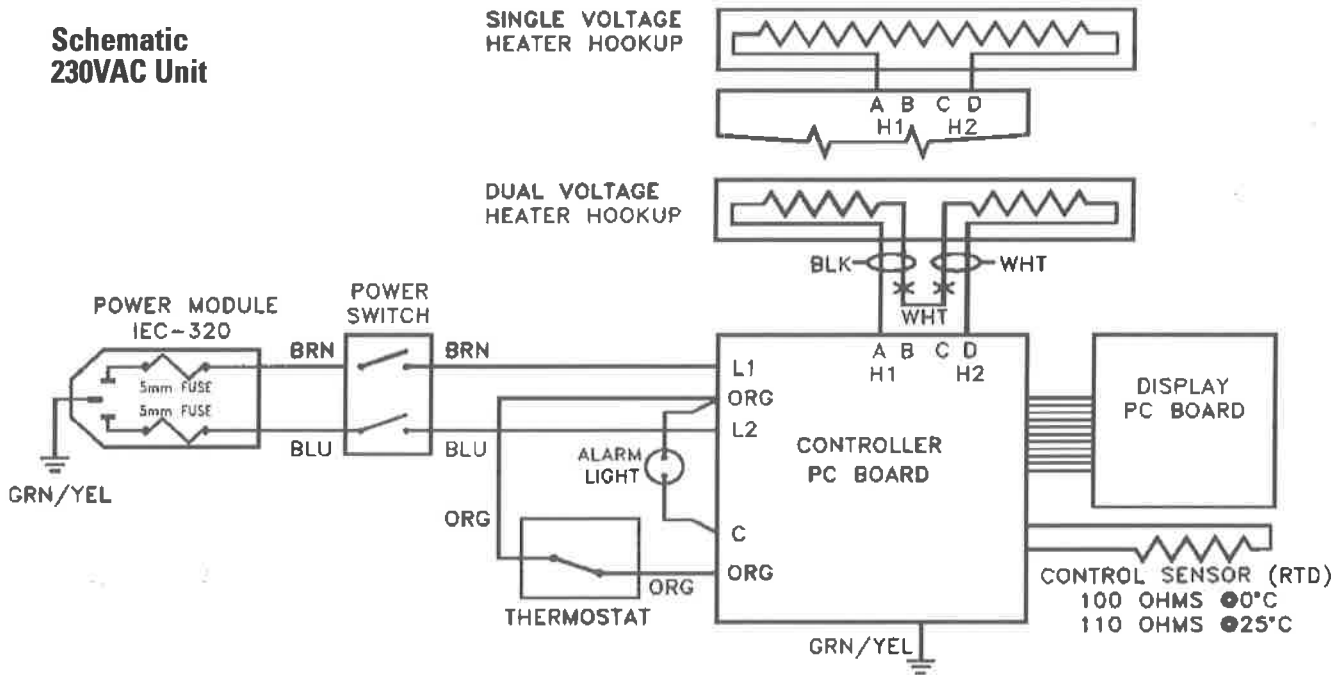 Schematic
230VAC Unit
SINGLE VOLTAGE
HEATER HOOKUP
A B C D
H1 H2
DUAL VOLTAGE
HEATER HOOKUP
BLK
WHT
WHT
POWER MODULE
IEC-320
POWER
SWITCH
BRN
BRN
5mm FUSE
5mm FUSE
BLU
BLU
GRN/YEL
A B C D
H1 H2
L1
ORG
L2
ALARM
LIGHT
CONTROLLER
PC BOARD
DISPLAY
PC BOARD
ORG
C
ORG
ORG
THERMOSTAT
CONTROL SENSOR (RTD)
100 OHMS @0°C
110 OHMS @25°C
GRN/YEL